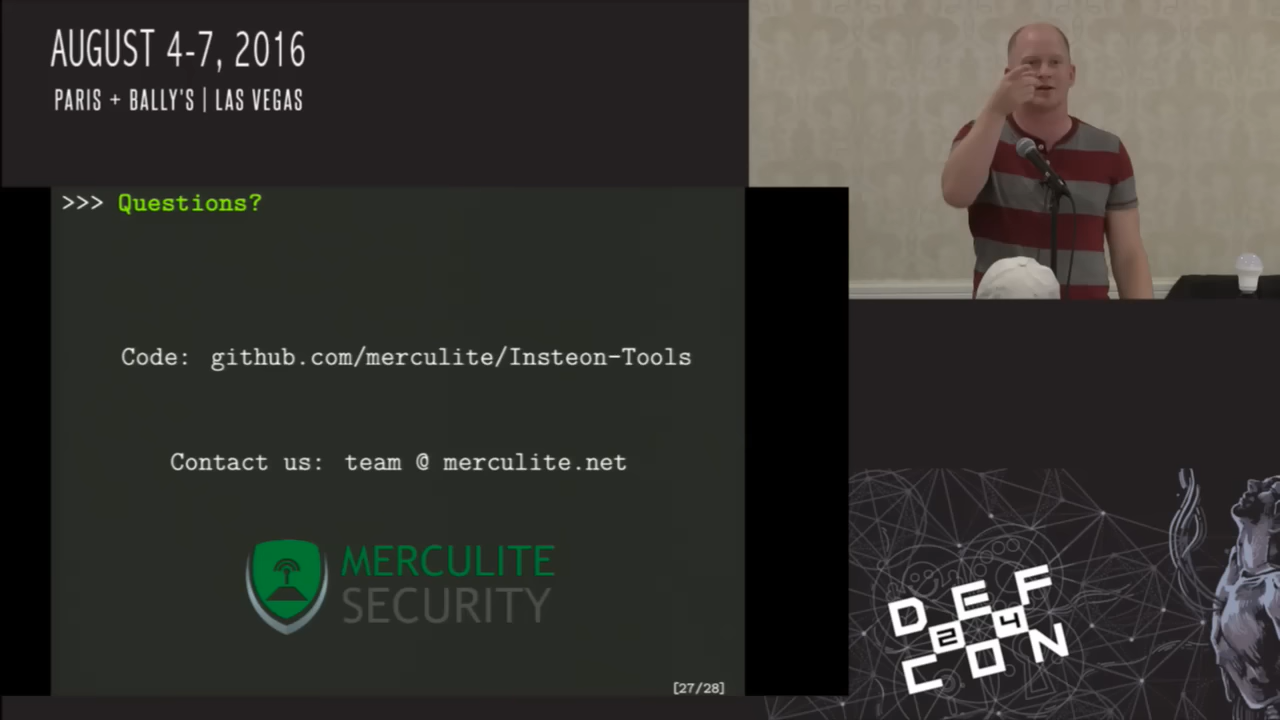 AUGUST 4-7, 2016
PARIS + BALLY'S | LAS VEGAS
>>> Questions?
Code: github.com/merculite/Insteon-Tools
Contact us: team @ merculite.net
MERCULITE
SECURITY
[27/28]
DEF
24
CON